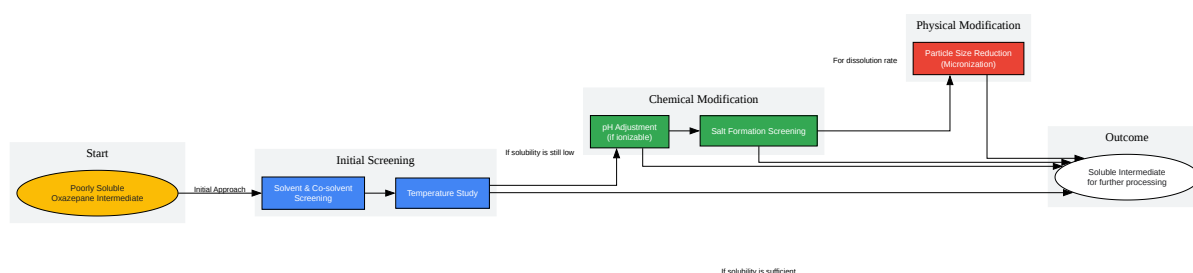 Start
Poorly Soluble
Oxazepane Intermediate
Initial Approach
Initial Screening
Solvent & Co-solvent
Screening
Temperature Study
If solubility is still low
Chemical Modification
pH Adjustment
(if ionizable)
Salt Formation Screening
For dissolution rate
Physical Modification
Particle Size Reduction
(Micronization)
Outcome
Soluble Intermediate
for further processing
If solubility is sufficient